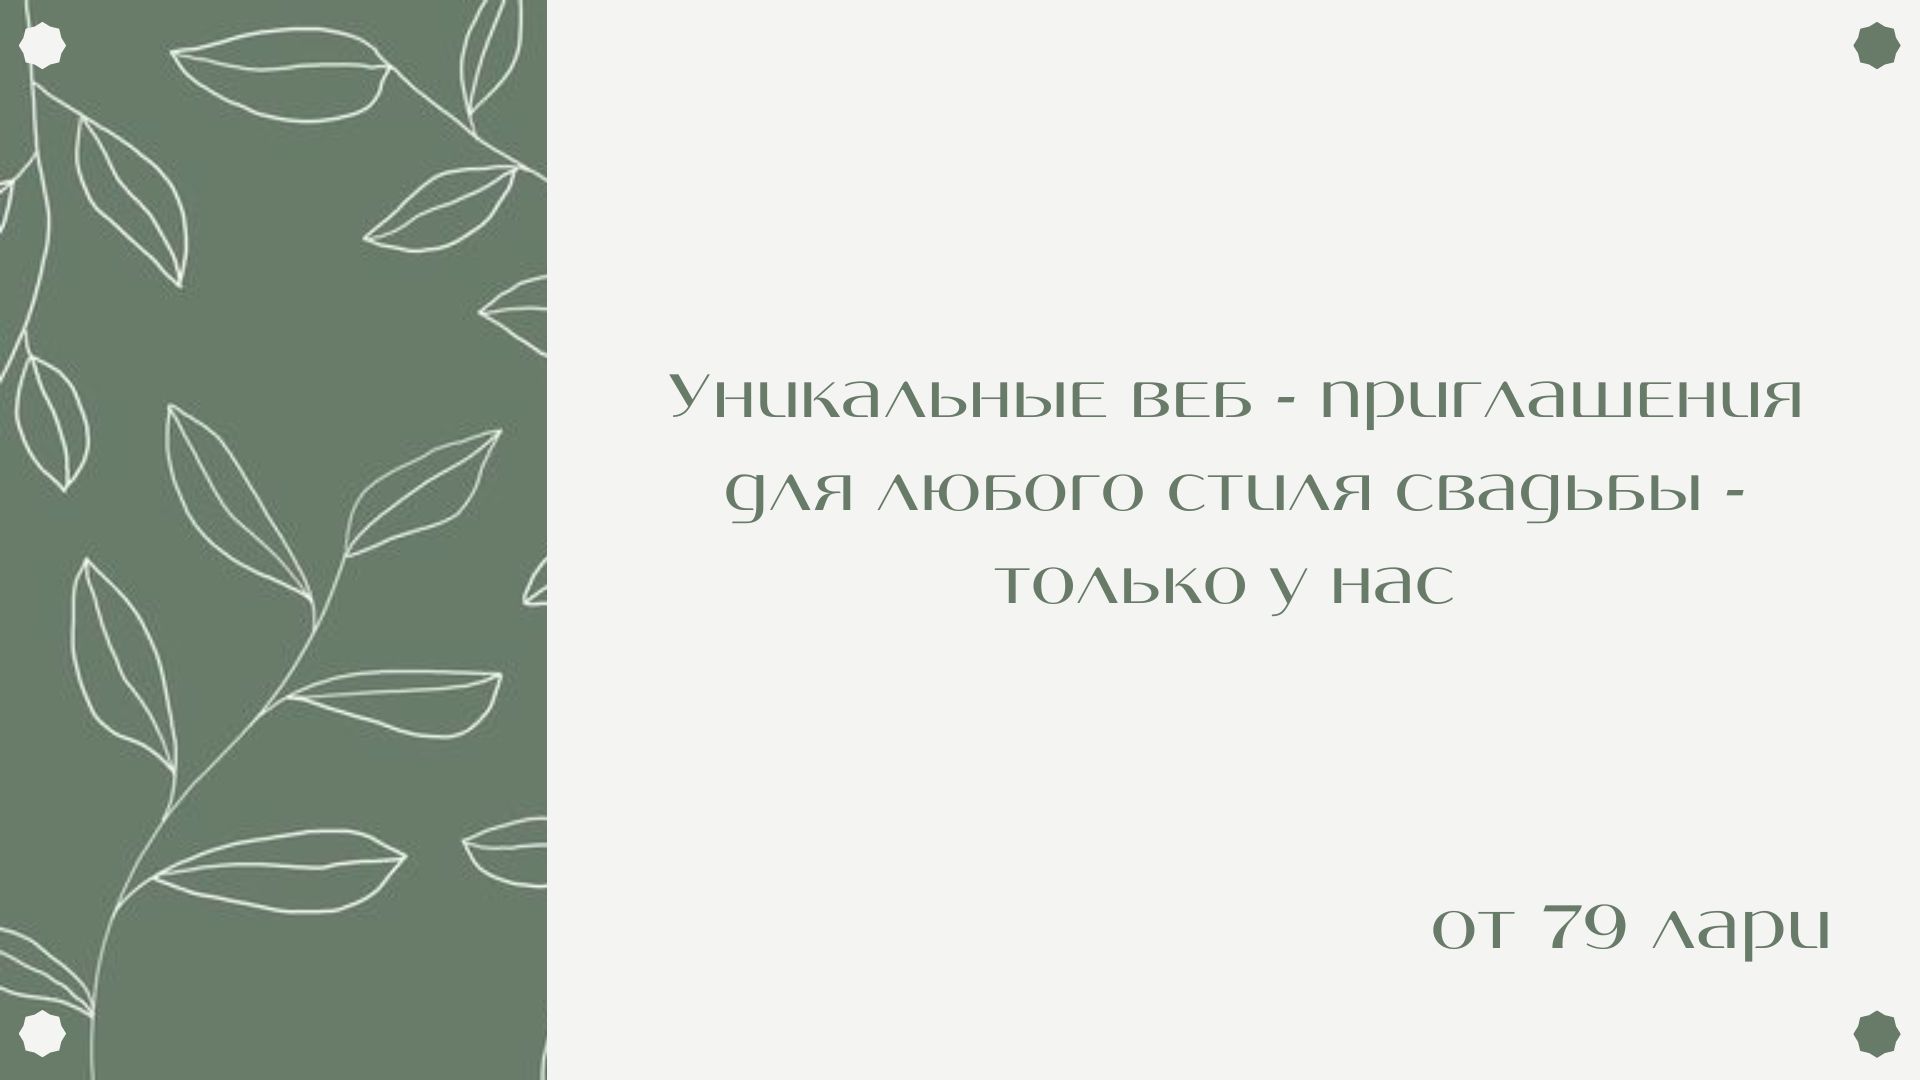 Уникальные веб - приглашения
для любого стиля свадьбы -
только у нас
от 79 лари